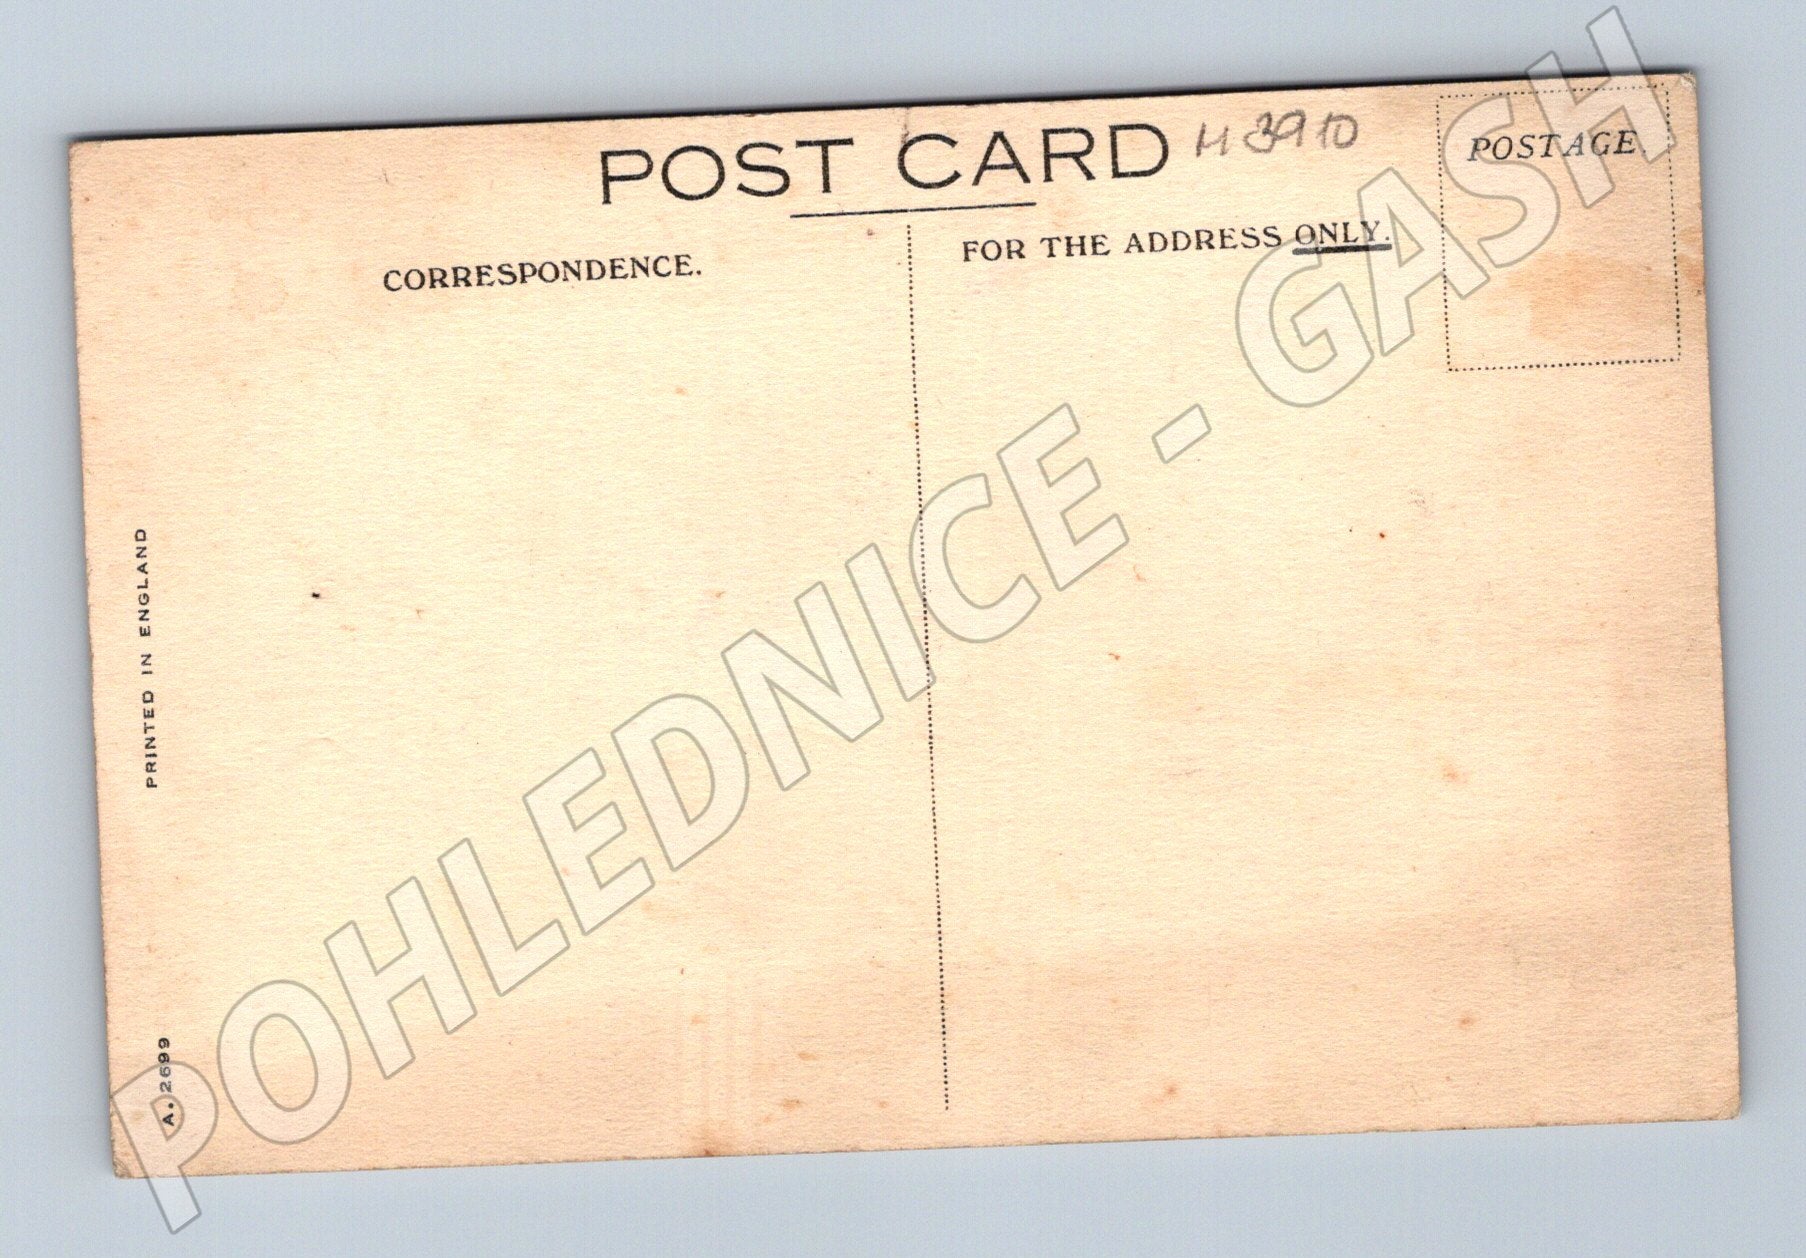 POST CARD
H 3910
POSTAGE.
CORRESPONDENCE.
FOR THE ADDRESS ONLY.
PRINTED IN ENGLAND
A. 2699
POHLEDNICE - GASH